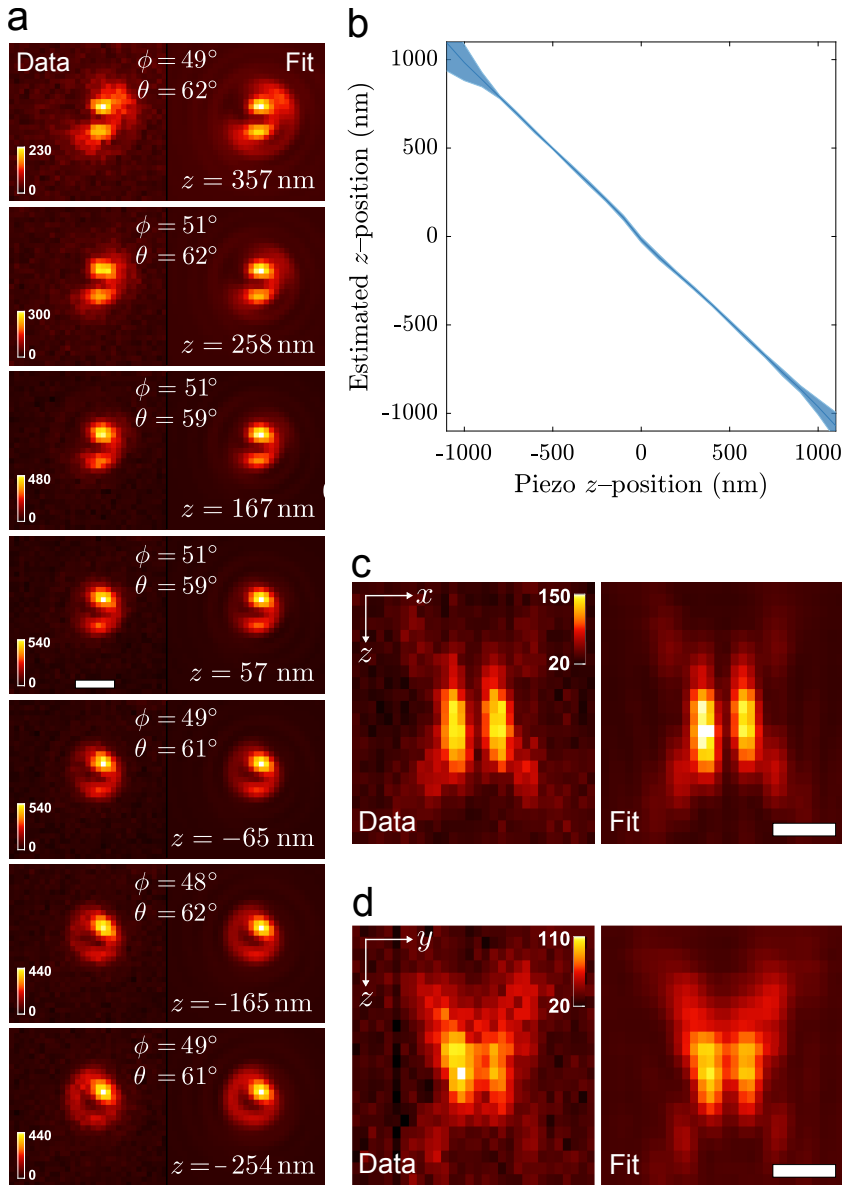 a
Data
ϕ = 49°
θ = 62°
Fit
230
0
z = 357 nm
ϕ = 51°
θ = 62°
300
0
z = 258 nm
ϕ = 51°
θ = 59°
480
0
z = 167 nm
ϕ = 51°
θ = 59°
540
0
z = 57 nm
ϕ = 49°
θ = 61°
540
0
z = −65 nm
ϕ = 48°
θ = 62°
440
0
z = -165 nm
ϕ = 49°
θ = 61°
440
0
z = -254 nm
b
1000
500
0
-500
-1000
Estimated z–position (nm)
-1000 -500 0 500 1000
Piezo z–position (nm)
c
x
z
150
20
Data
Fit
d
y
z
110
20
Data
Fit